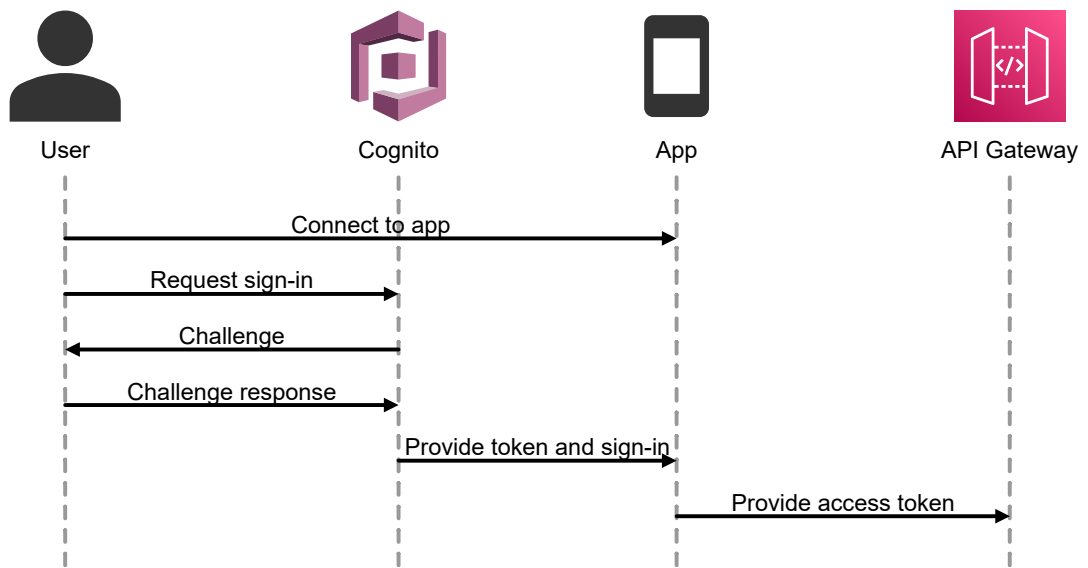 </>
User
Cognito
App
API Gateway
Connect to app
Request sign-in
Challenge
Challenge response
Provide token and sign-in
Provide access token